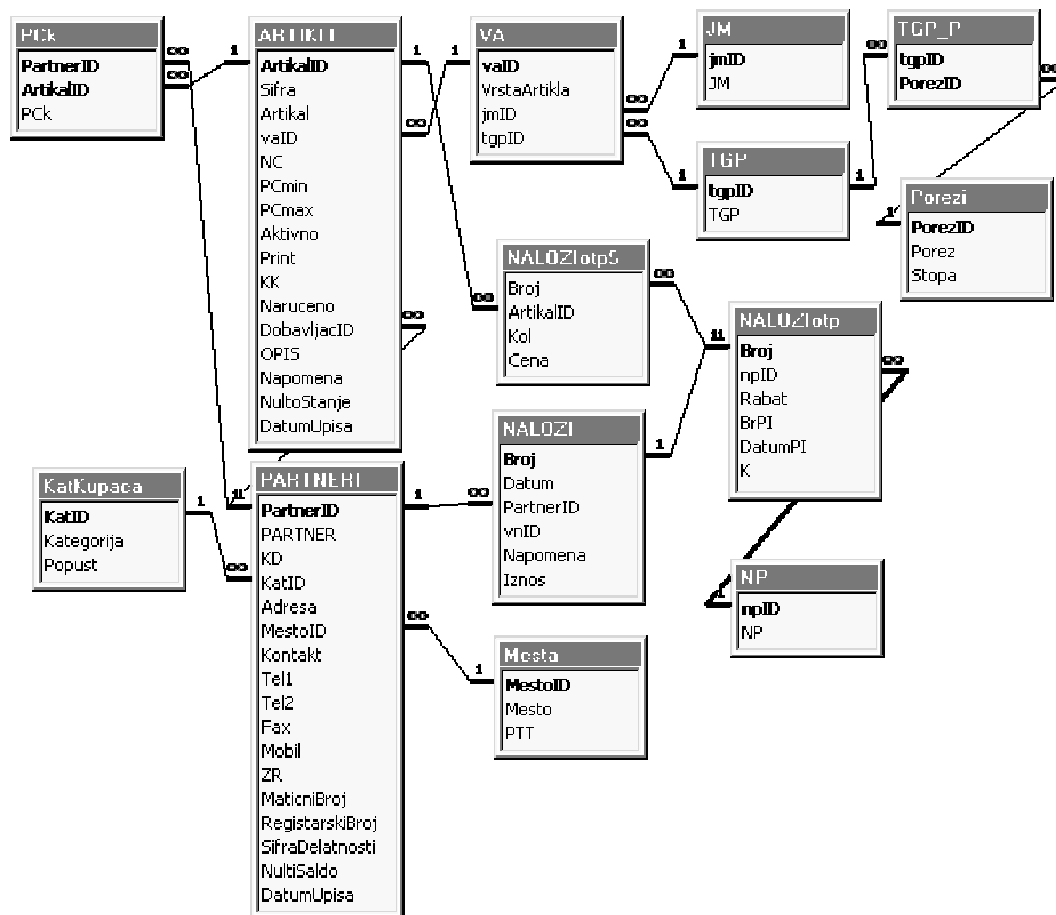 PCk
PartnerID
ArtikalID
PCk
ARTIKLI
ArtikalID
Sifra
Artikal
vaID
NC
PCmin
PCmax
Aktivno
Print
KK
Naruceno
DobavljacID
OPIS
Napomena
NultoStanje
DatumUpisa
VA
vaID
VrstaArtikla
jmID
tgpID
JM
jmID
JM
TGP_P
tgpID
PorezID
TGP
tgpID
TGP
Porezi
PorezID
Porez
Stopa
NALOZIotpS
Broj
ArtikalID
Kol
Cena
NALOZIotp
Broj
npID
Rabat
BrPI
DatumPI
K
KatKupaca
KatID
Kategorija
Popust
PARTNERI
PartnerID
PARTNER
KD
KatID
Adresa
MestoID
Kontakt
Tel1
Tel2
Fax
Mobil
ZR
MaticniBroj
RegistarskiBroj
SifraDelatnosti
NultiSaldo
DatumUpisa
NALOZI
Broj
Datum
PartnerID
vnID
Napomena
Iznos
NP
npID
NP
Mesta
MestoID
Mesto
PTT